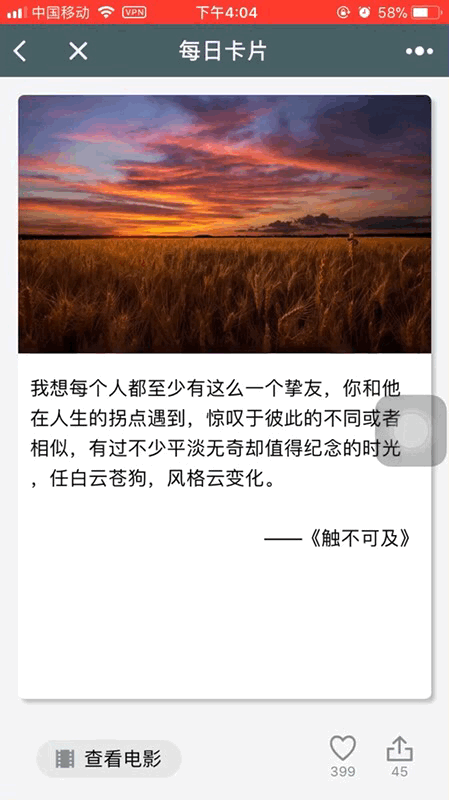 中国移动 VPN 下午4:04 58%
每日卡片
我想每个人都至少有这么一个挚友，你和他
在人生的拐点遇到，惊叹于彼此的不同或者
相似，有过不少平淡无奇却值得纪念的时光
，任白云苍狗，风格云变化。
——《触不可及》
查看电影
399 45